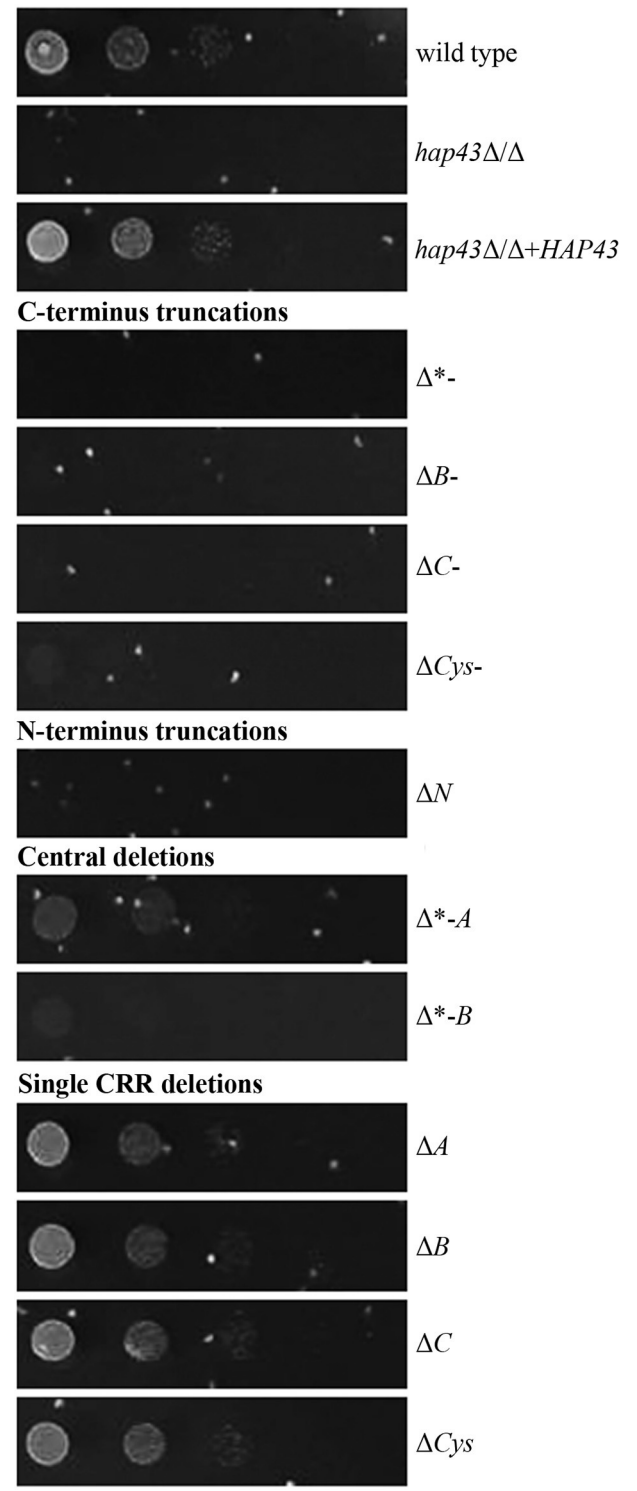 wild type
hap43Δ/Δ
hap43Δ/Δ+HAP43
C-terminus truncations
Δ*-
ΔB-
ΔC-
ΔCys-
N-terminus truncations
ΔN
Central deletions
Δ*-A
Δ*-B
Single CRR deletions
ΔA
ΔB
ΔC
ΔCys